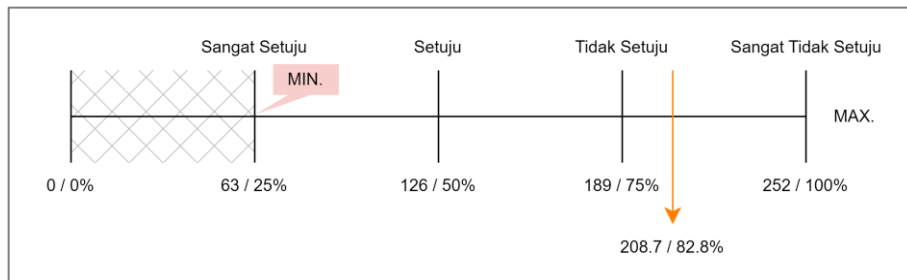 Sangat Setuju
Setuju
Tidak Setuju
Sangat Tidak Setuju
MIN.
MAX.
0 / 0%
63 / 25%
126 / 50%
189 / 75%
252 / 100%
208.7 / 82.8%